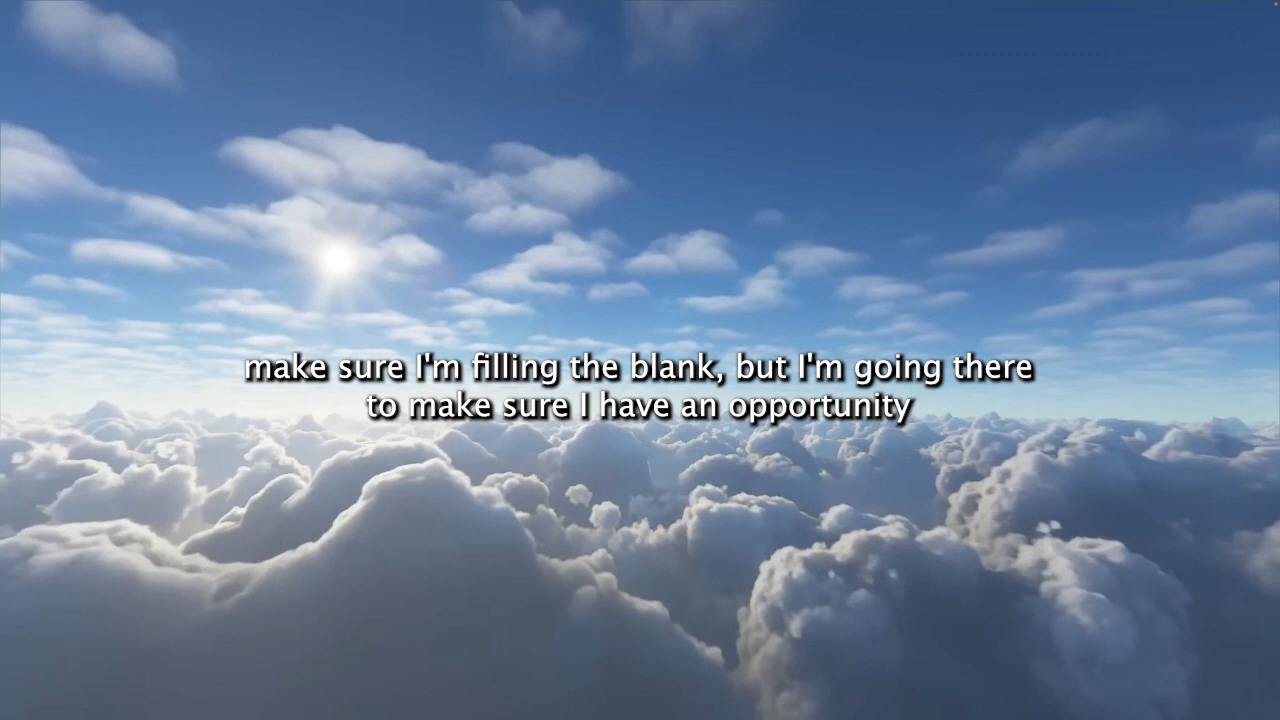 make sure I'm filling the blank, but I'm going there
to make sure I have an opportunity